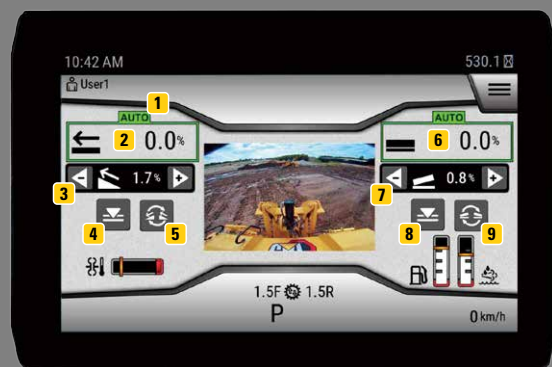 10:42 AM
530.1
User1
1
AUTO
2
0.0%
AUTO
6
0.0%
3
- 1.7% +
7
- 0.8% +
4
5
8
9
1.5F 1.5R
P
0 km/h